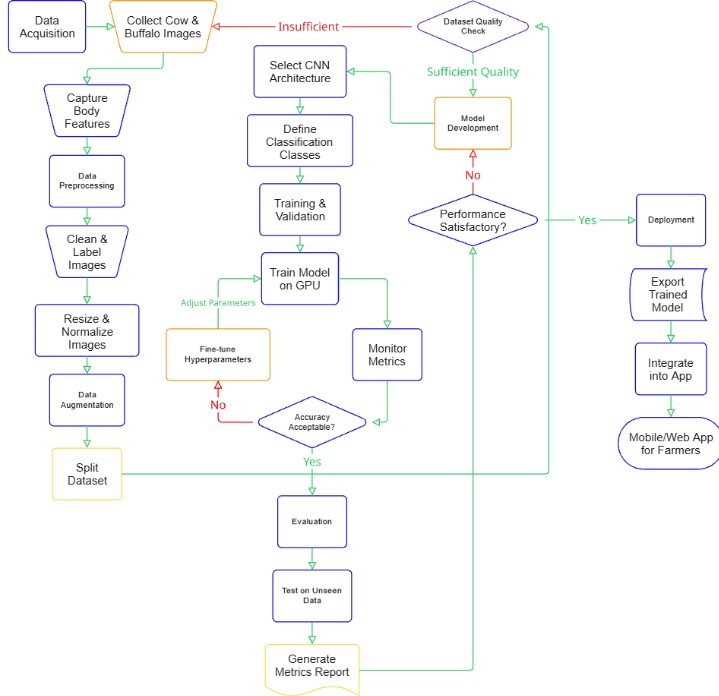 Data
Acquisition
Collect Cow &
Buffalo Images
Insufficient
Dataset Quality
Check
Sufficient Quality
Select CNN
Architecture
Capture
Body
Features
Model
Development
Define
Classification
Classes
No
Data
Preprocessing
Training &
Validation
Performance
Satisfactory?
Yes
Deployment
Clean &
Label
Images
Train Model
on GPU
Export
Trained
Model
Adjust Parameters
Resize &
Normalize
Images
Fine-tune
Hyperparameters
Monitor
Metrics
Integrate
into App
Data
Augmentation
No
Accuracy
Acceptable?
Mobile/Web App
for Farmers
Yes
Split
Dataset
Evaluation
Test on Unseen
Data
Generate
Metrics Report